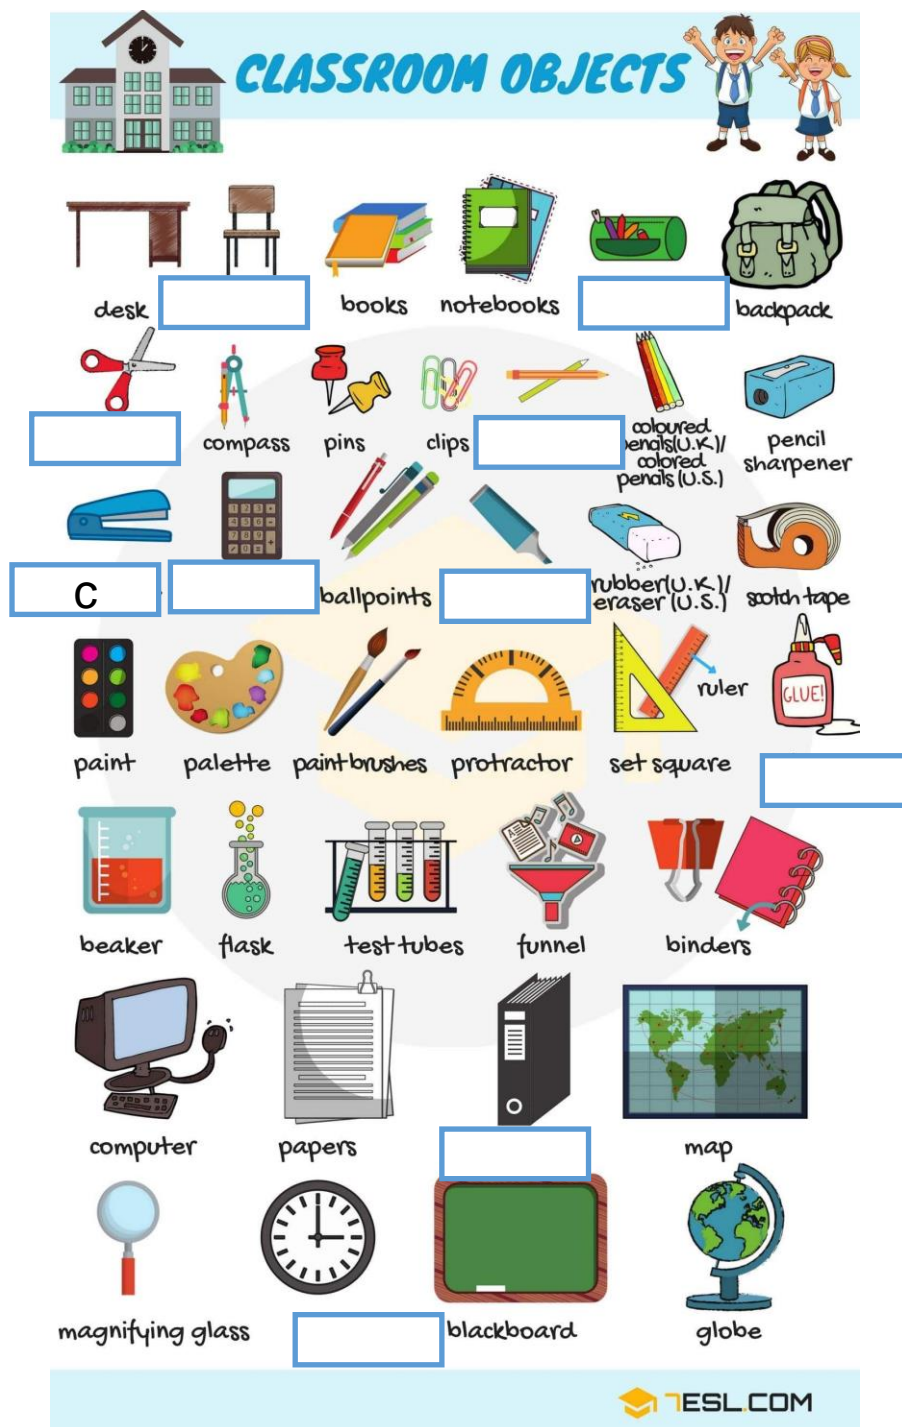 CLASSROOM OBJECTS
desk
books
notebooks
backpack
compass
pins
clips
coloured
pencils(U.K.)/
colored
pencils (U.S.)
pencil
sharpener
c
ballpoints
rubber(U.K.)/
eraser (U.S.)
scotch tape
ruler
GLUE!
paint
palette
paintbrushes
protractor
set square
beaker
flask
test tubes
funnel
binders
computer
papers
map
magnifying glass
blackboard
globe
7ESL.COM